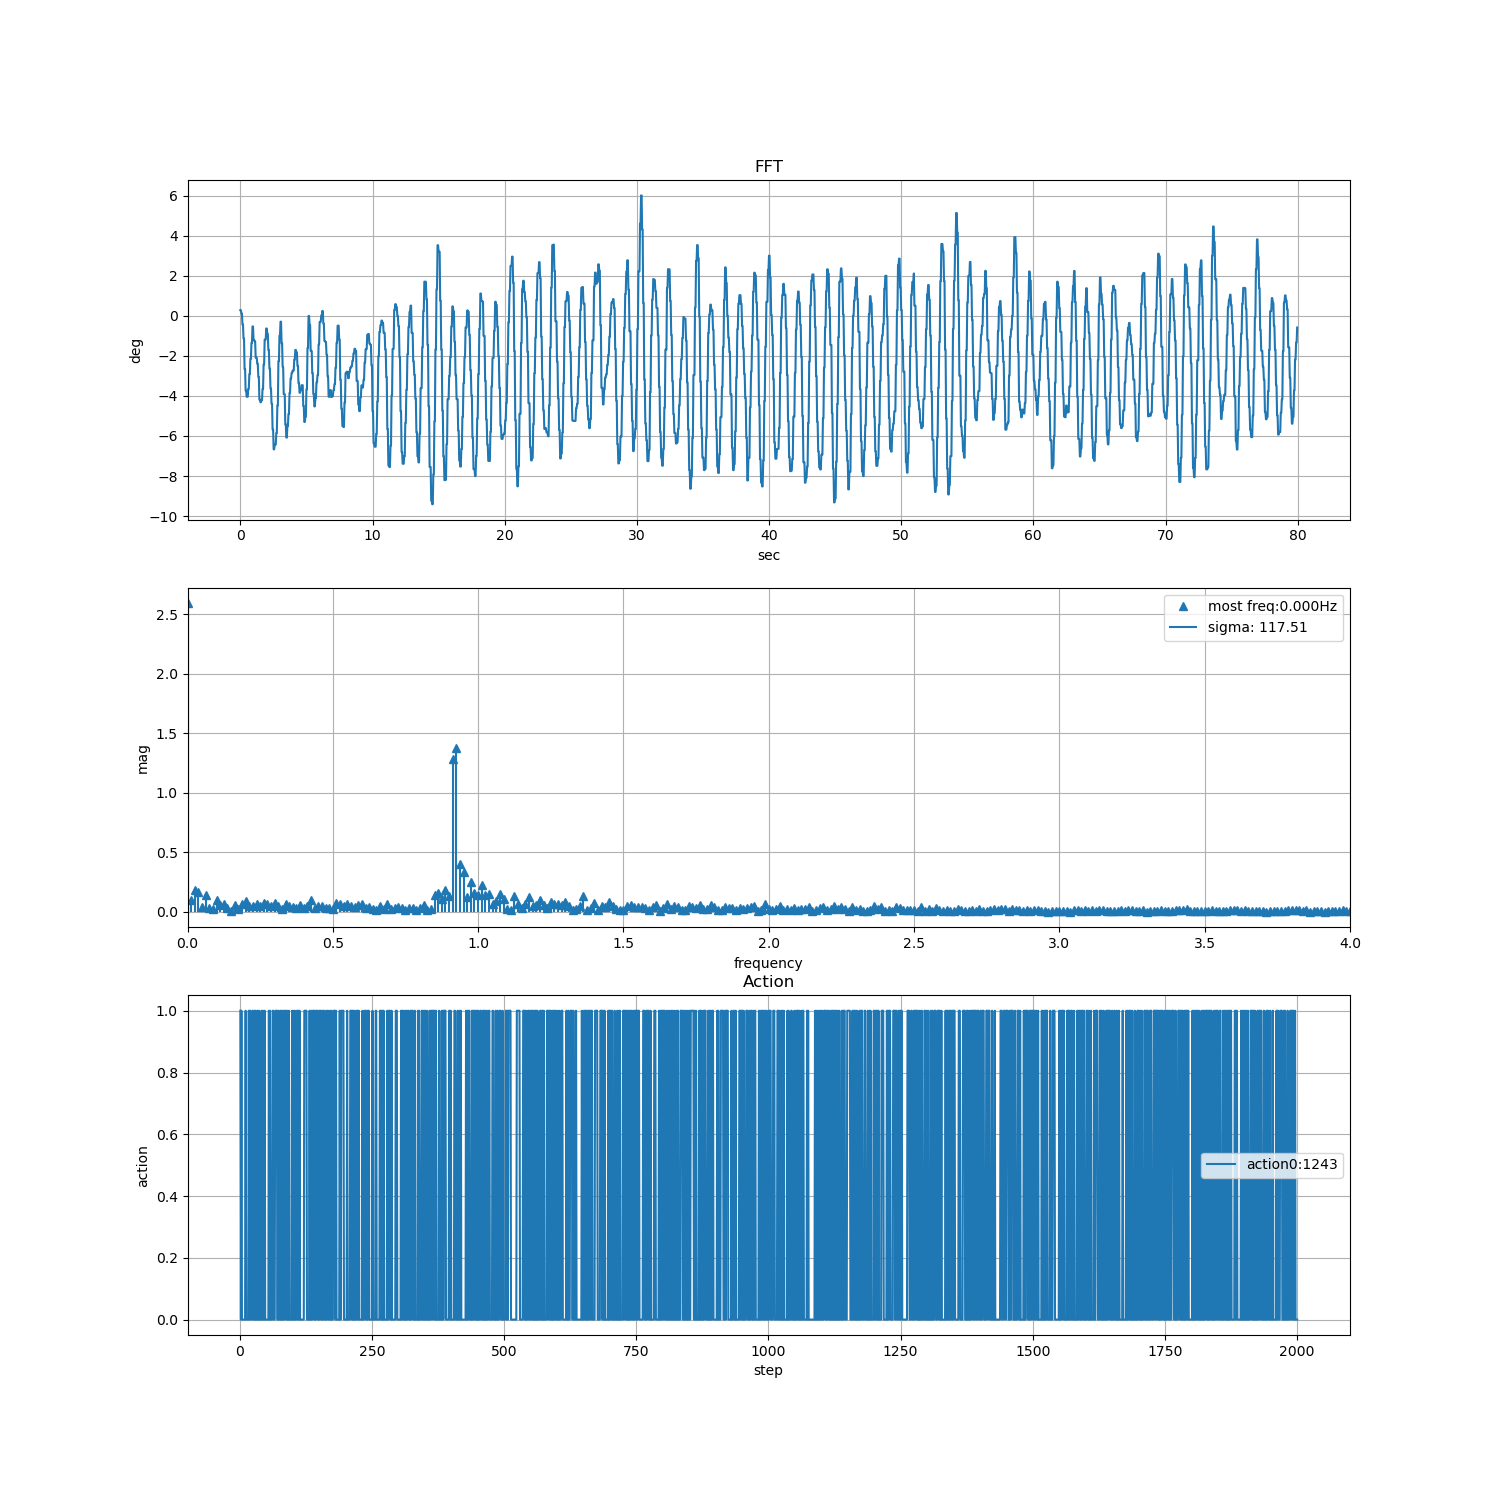 FFT
6
4
2
0
−2
−4
−6
−8
−10
deg
0 10 20 30 40 50 60 70 80
sec
most freq:0.000Hz
sigma: 117.51
2.5
2.0
1.5
1.0
0.5
0.0
mag
0.0 0.5 1.0 1.5 2.0 2.5 3.0 3.5 4.0
frequency
Action
1.0
0.8
0.6
0.4
0.2
0.0
action
action0:1243
0 250 500 750 1000 1250 1500 1750 2000
step